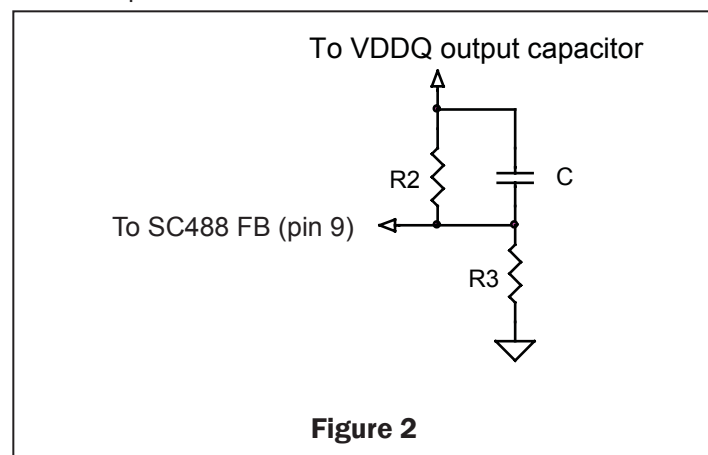 To VDDQ output capacitor
R2
C
To SC488 FB (pin 9)
R3
Figure 2